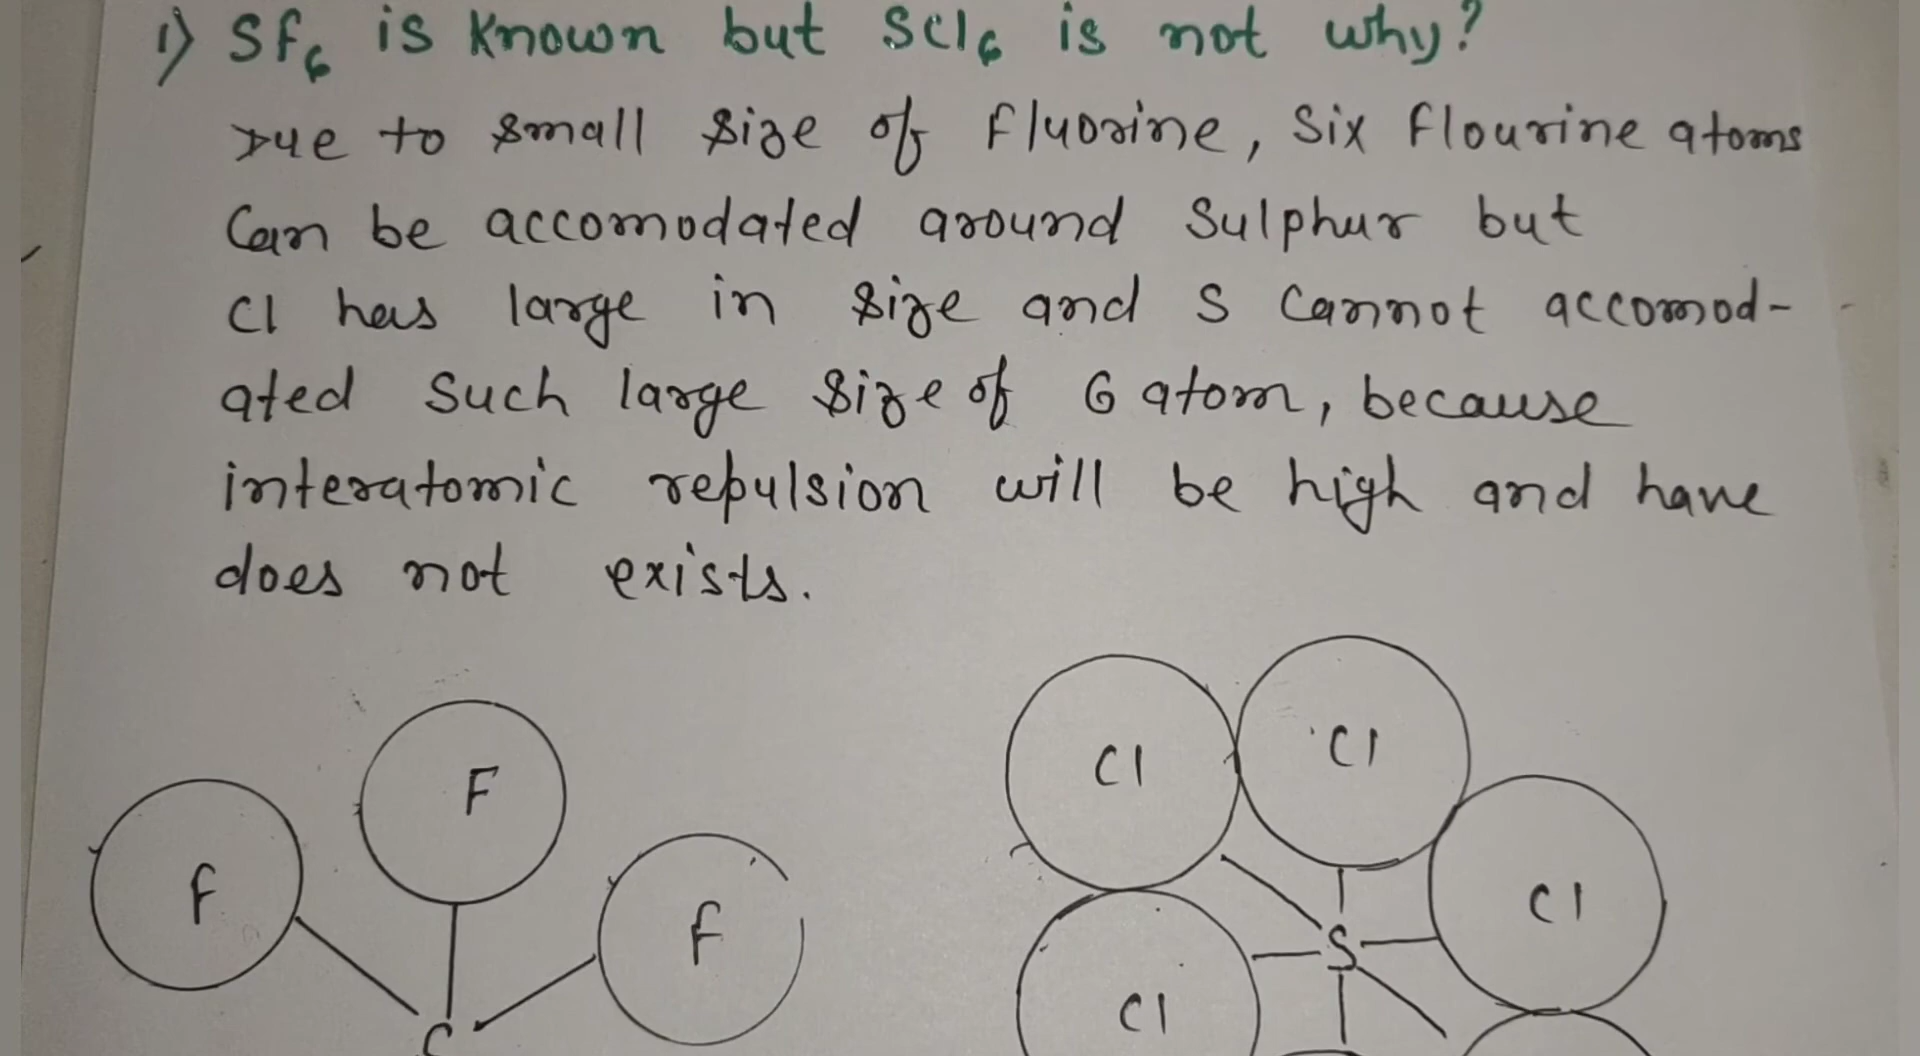 1) SF6 is known but SCl6 is not why?
Due to small size of Fluorine, Six Flourine atoms
Can be accomodated around Sulphur but
Cl has large in size and S Cannot accomod-
ated Such large size of 6 atom, because
interatomic repulsion will be high and have
does not exists.
F
Cl
Cl
F
F
Cl
S
Cl
S